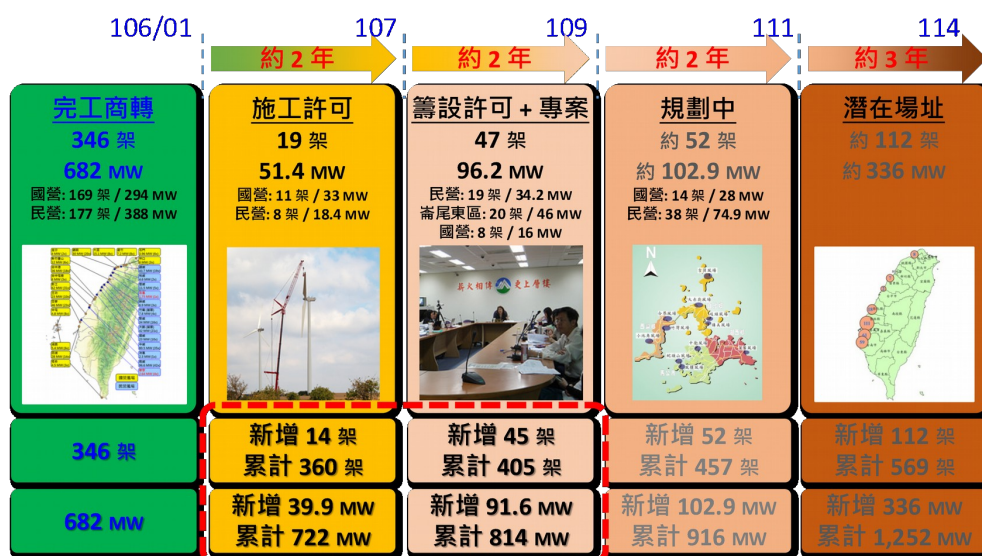 106/01
107
109
111
114
約 2 年
約 2 年
約 2 年
約 3 年
完工商轉
346 架
682 MW
國營: 169 架 / 294 MW
民營: 177 架 / 388 MW
346 架
682 MW
施工許可
19 架
51.4 MW
國營: 11 架 / 33 MW
民營: 8 架 / 18.4 MW
新增 14 架
累計 360 架
新增 39.9 MW
累計 722 MW
籌設許可 + 專案
47 架
96.2 MW
民營: 19 架 / 34.2 MW
崙尾東區: 20 架 / 46 MW
國營: 8 架 / 16 MW
薪火相傳 更上層樓
新增 45 架
累計 405 架
新增 91.6 MW
累計 814 MW
規劃中
約 52 架
約 102.9 MW
國營: 14 架 / 28 MW
民營: 38 架 / 74.9 MW
N
新增 52 架
累計 457 架
新增 102.9 MW
累計 916 MW
潛在場址
約 112 架
約 336 MW
新增 112 架
累計 569 架
新增 336 MW
累計 1,252 MW